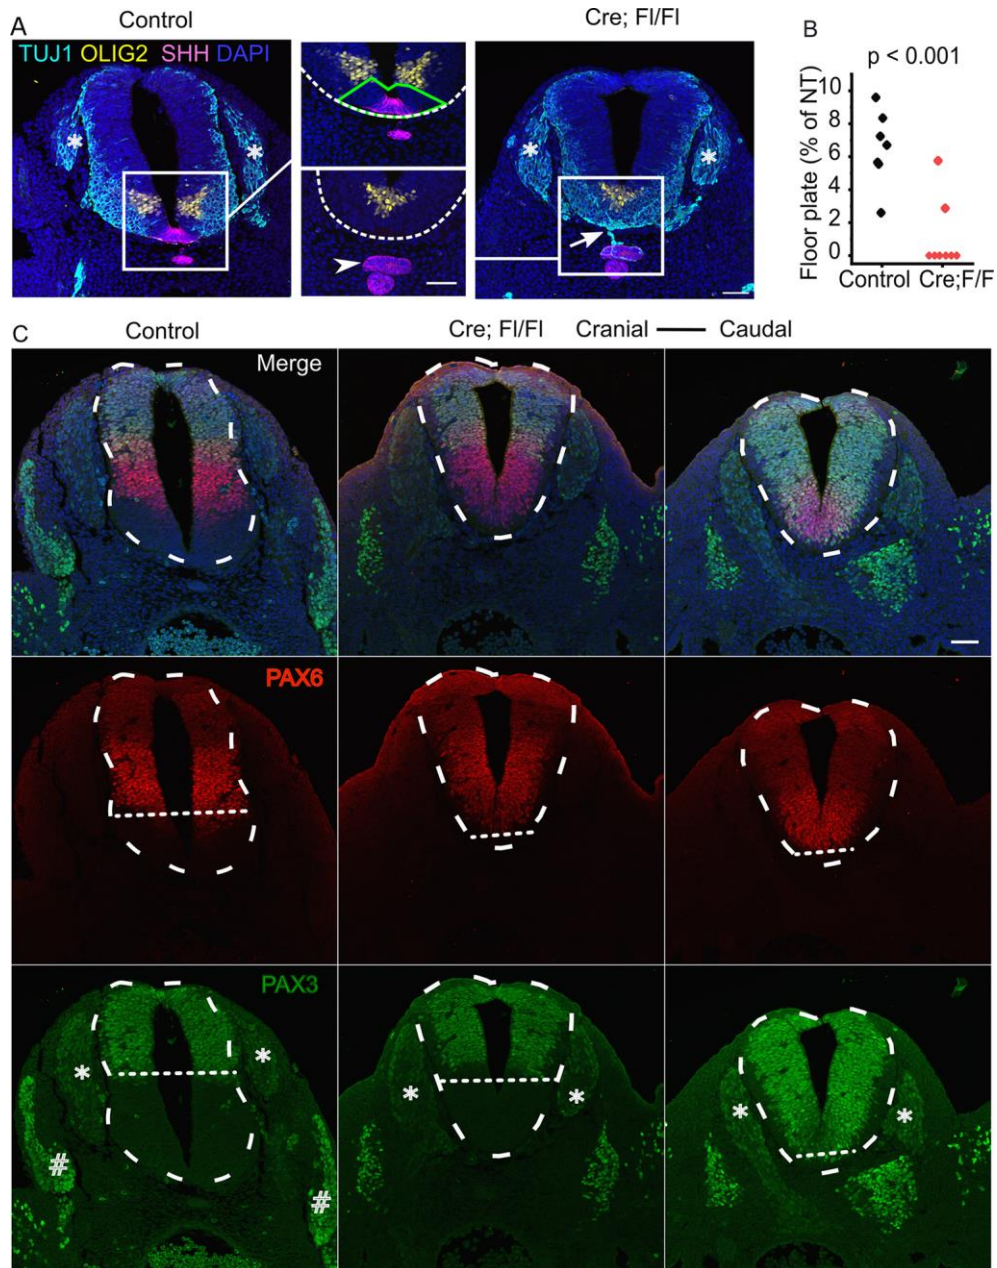 A
Control
Cre; Fl/Fl
TUJ1 OLIG2 SHH DAPI
*
*
*
*
B
p < 0.001
Floor plate (% of NT)
10
8
6
4
2
0
Control Cre;F/F
C
Control
Cre; Fl/Fl
Cranial — Caudal
Merge
PAX6
PAX3
*
*
*
*
*
*
#
#